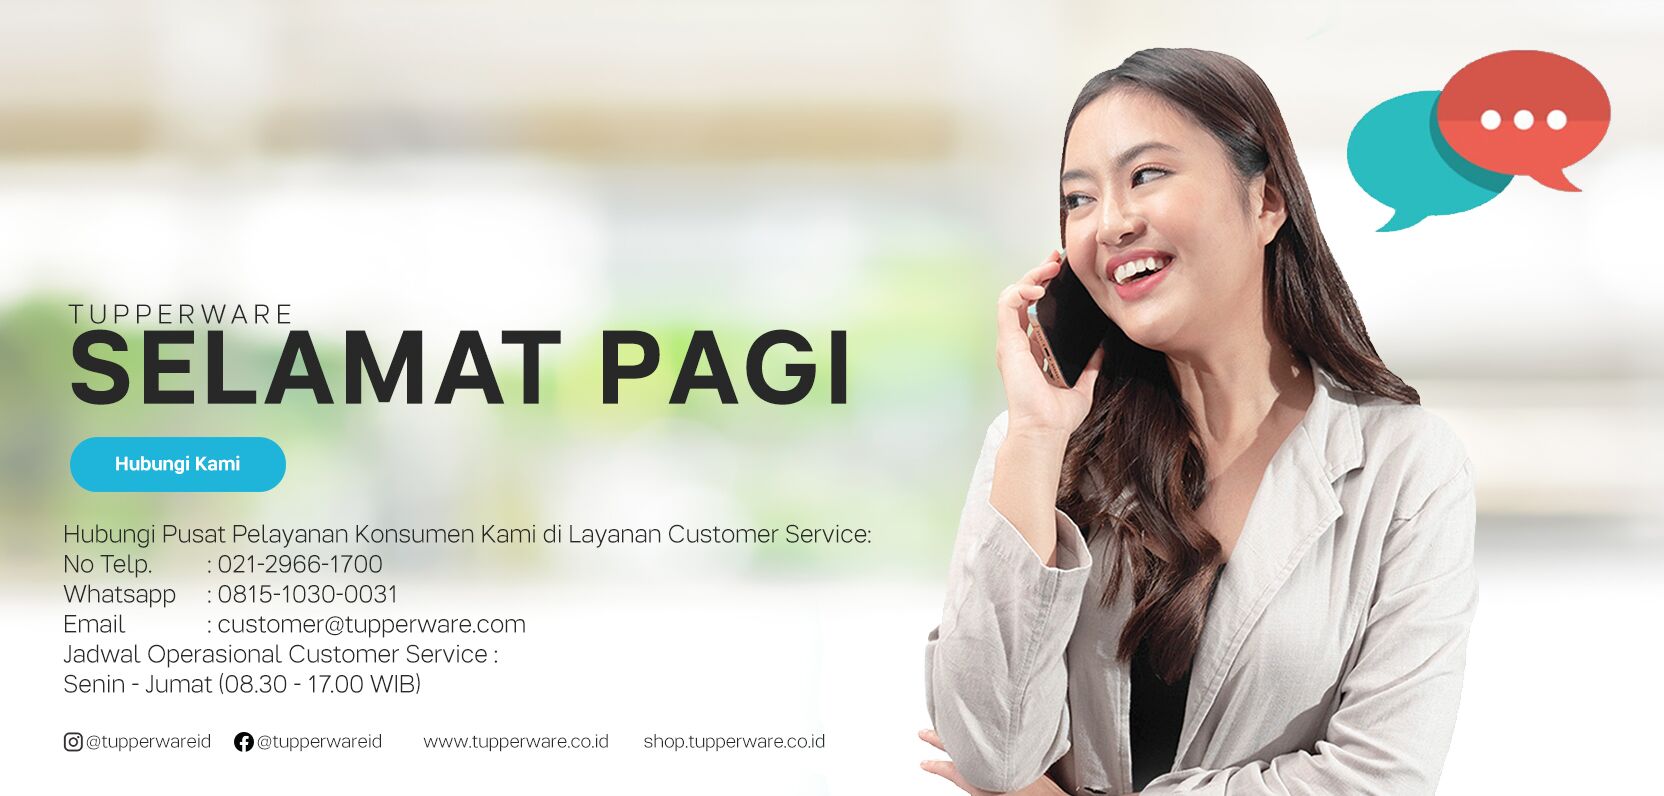 TUPPERWARE
SELAMAT PAGI
Hubungi Kami
Hubungi Pusat Pelayanan Konsumen Kami di Layanan Customer Service:
No Telp. : 021-2966-1700
Whatsapp : 0815-1030-0031
Email : customer@tupperware.com
Jadwal Operasional Customer Service :
Senin - Jumat (08.30 - 17.00 WIB)
@tupperwareid @tupperwareid www.tupperware.co.id shop.tupperware.co.id